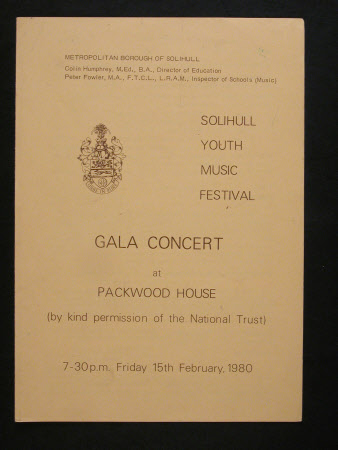 METROPOLITAN BOROUGH OF SOLIHULL
Colin Humphrey, M.Ed., B.A., Director of Education
Peter Fowler, M.A., F.T.C.L., L.R.A.M., Inspector of Schools (Music)
SOLIHULL
YOUTH
MUSIC
FESTIVAL
GALA CONCERT
at
PACKWOOD HOUSE
(by kind permission of the National Trust)
7-30p.m. Friday 15th February, 1980